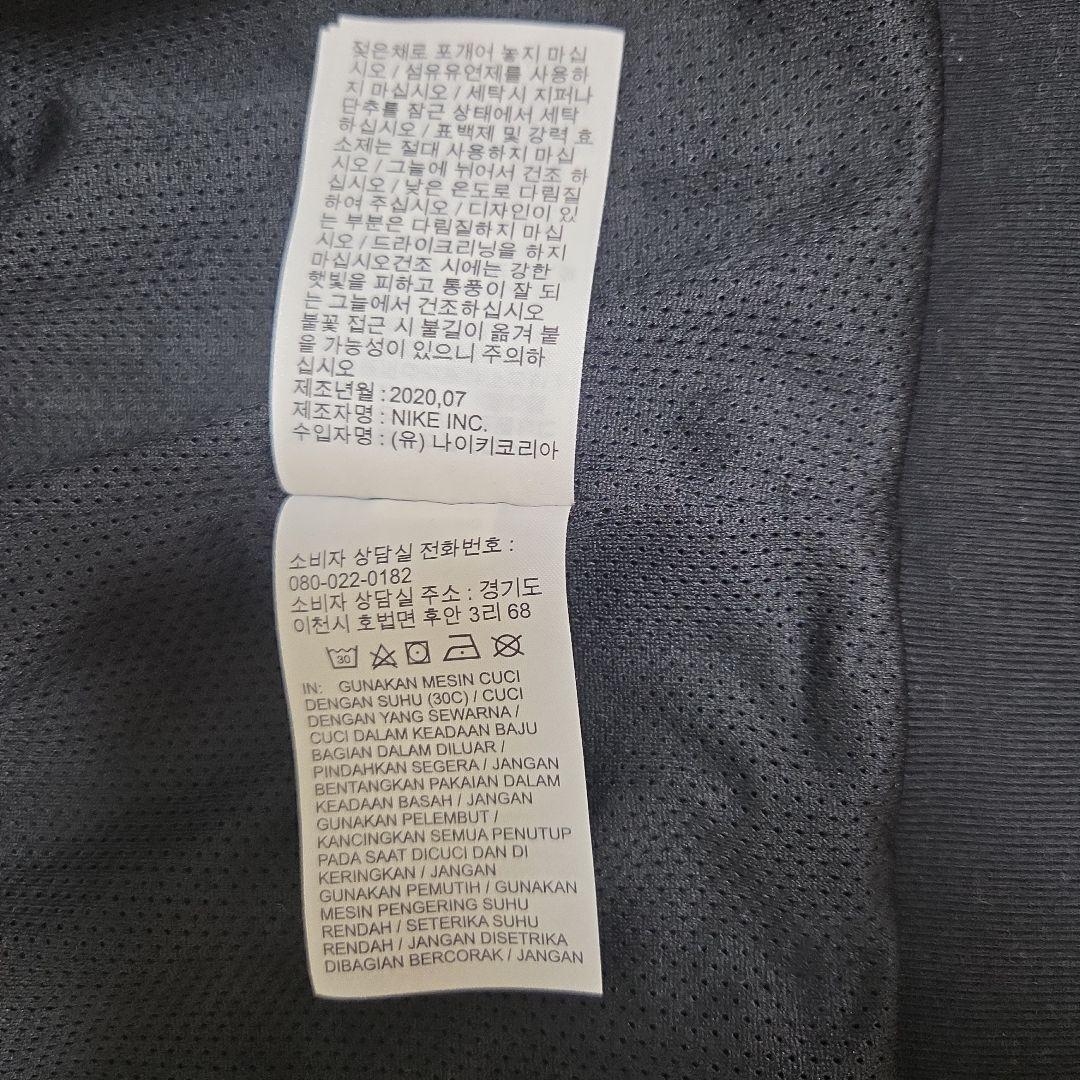 젖은채로 포개어 놓지 마십
시오 / 섬유유연제를 사용하
지 마십시오 / 세탁시 지퍼나
단추를 잠근 상태에서 세탁
하십시오 / 표백제 및 강력 효
소제는 절대 사용하지 마십
시오 / 그늘에 뉘어서 건조 하
십시오 / 낮은 온도로 다림질
하여 주십시오 / 디자인이 있
는 부분은 다림질하지 마십
시오 / 드라이크리닝을 하지
마십시오건조 시에는 강한
햇빛을 피하고 통풍이 잘 되
는 그늘에서 건조하십시오
불꽃 접근 시 불길이 옮겨 붙
을 가능성이 있으니 주의하
십시오
제조년월 : 2020,07
제조자명 : NIKE INC.
수입자명 : (유) 나이키코리아
소비자 상담실 전화번호 :
080-022-0182
소비자 상담실 주소 : 경기도
이천시 호법면 후안 3리 68
30
IN: GUNAKAN MESIN CUCI
DENGAN SUHU (30C) / CUCI
DENGAN YANG SEWARNA /
CUCI DALAM KEADAAN BAJU
BAGIAN DALAM DILUAR /
PINDAHKAN SEGERA / JANGAN
BENTANGKAN PAKAIAN DALAM
KEADAAN BASAH / JANGAN
GUNAKAN PELEMBUT /
KANCINGKAN SEMUA PENUTUP
PADA SAAT DICUCI DAN DI
KERINGKAN / JANGAN
GUNAKAN PEMUTIH / GUNAKAN
MESIN PENGERING SUHU
RENDAH / SETERIKA SUHU
RENDAH / JANGAN DISETRIKA
DIBAGIAN BERCORAK / JANGAN